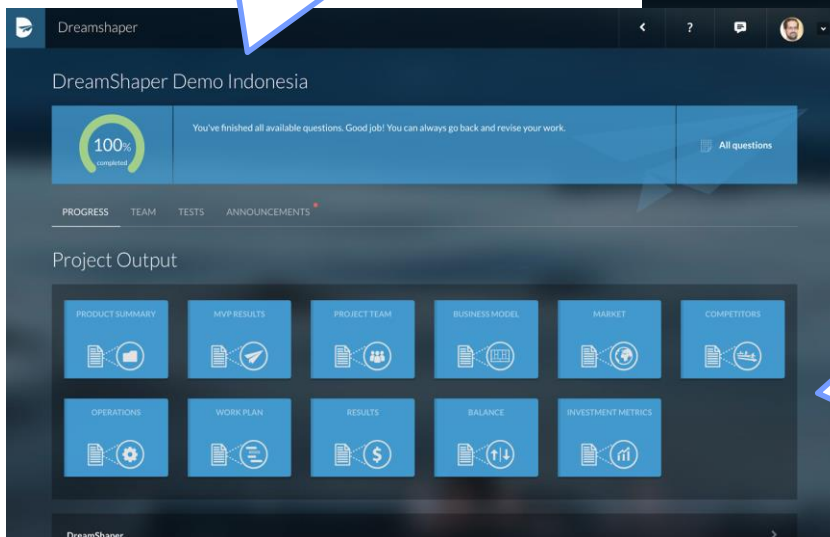 Dreamshaper
?
DreamShaper Demo Indonesia
100%
completed
You've finished all available questions. Good job! You can always go back and revise your work.
All questions
PROGRESS TEAM TESTS ANNOUNCEMENTS
Project Output
PRODUCT SUMMARY MVP RESULTS PROJECT TEAM BUSINESS MODEL MARKET COMPETITORS
OPERATIONS WORK PLAN RESULTS BALANCE INVESTMENT METRICS
DreamShaper